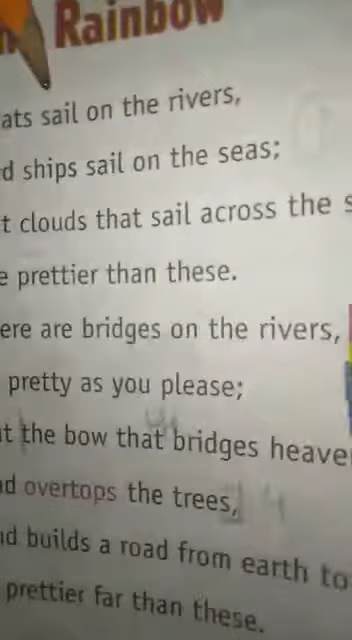 Rainbow
ats sail on the rivers,
d ships sail on the seas;
t clouds that sail across the s
e prettier than these.
ere are bridges on the rivers,
pretty as you please;
t the bow that bridges heave
d overtops the trees,
nd builds a road from earth to
prettier far than these.